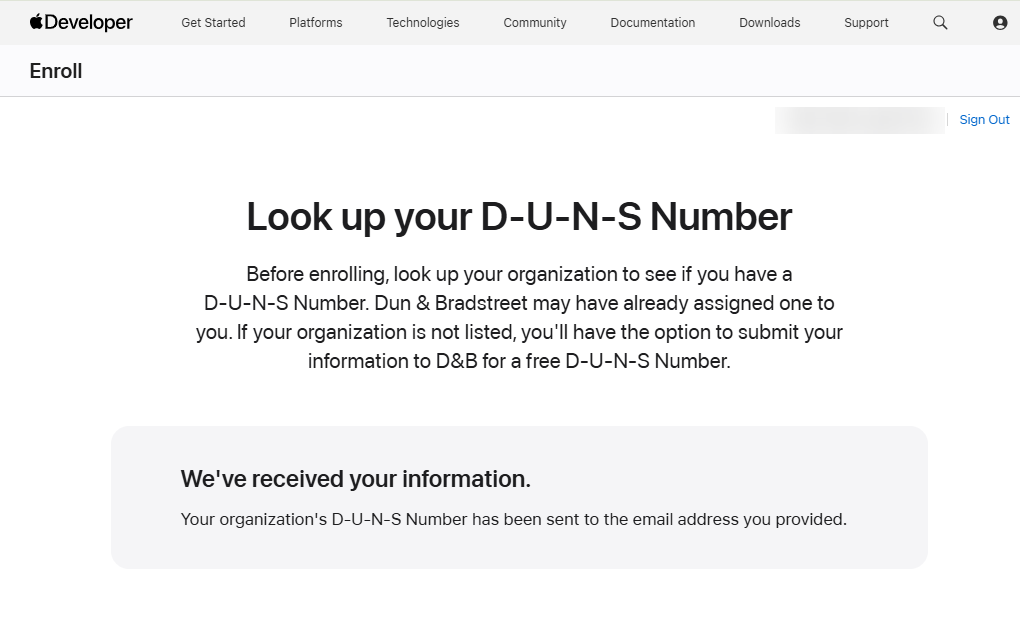 Developer
Get Started
Platforms
Technologies
Community
Documentation
Downloads
Support
Enroll
Sign Out
Look up your D-U-N-S Number
Before enrolling, look up your organization to see if you have a
D-U-N-S Number. Dun & Bradstreet may have already assigned one to
you. If your organization is not listed, you'll have the option to submit your
information to D&B for a free D-U-N-S Number.
We've received your information.
Your organization's D-U-N-S Number has been sent to the email address you provided.